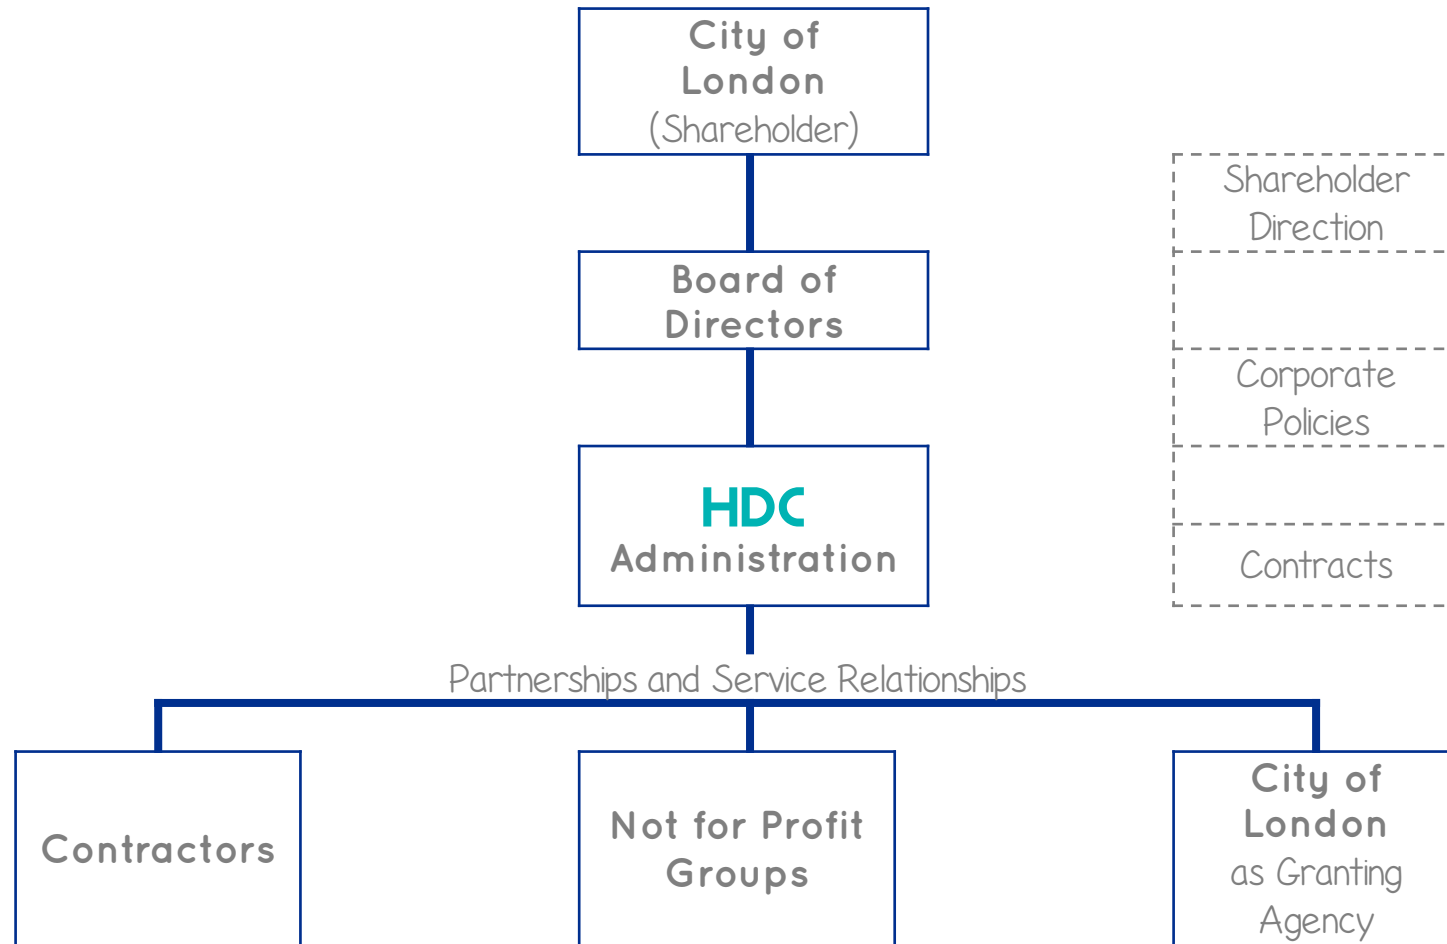 City of
London
(Shareholder)
Shareholder
Direction
Board of
Directors
Corporate
Policies
HDC
Administration
Contracts
Partnerships and Service Relationships
Contractors
Not for Profit
Groups
City of
London
as Granting
Agency